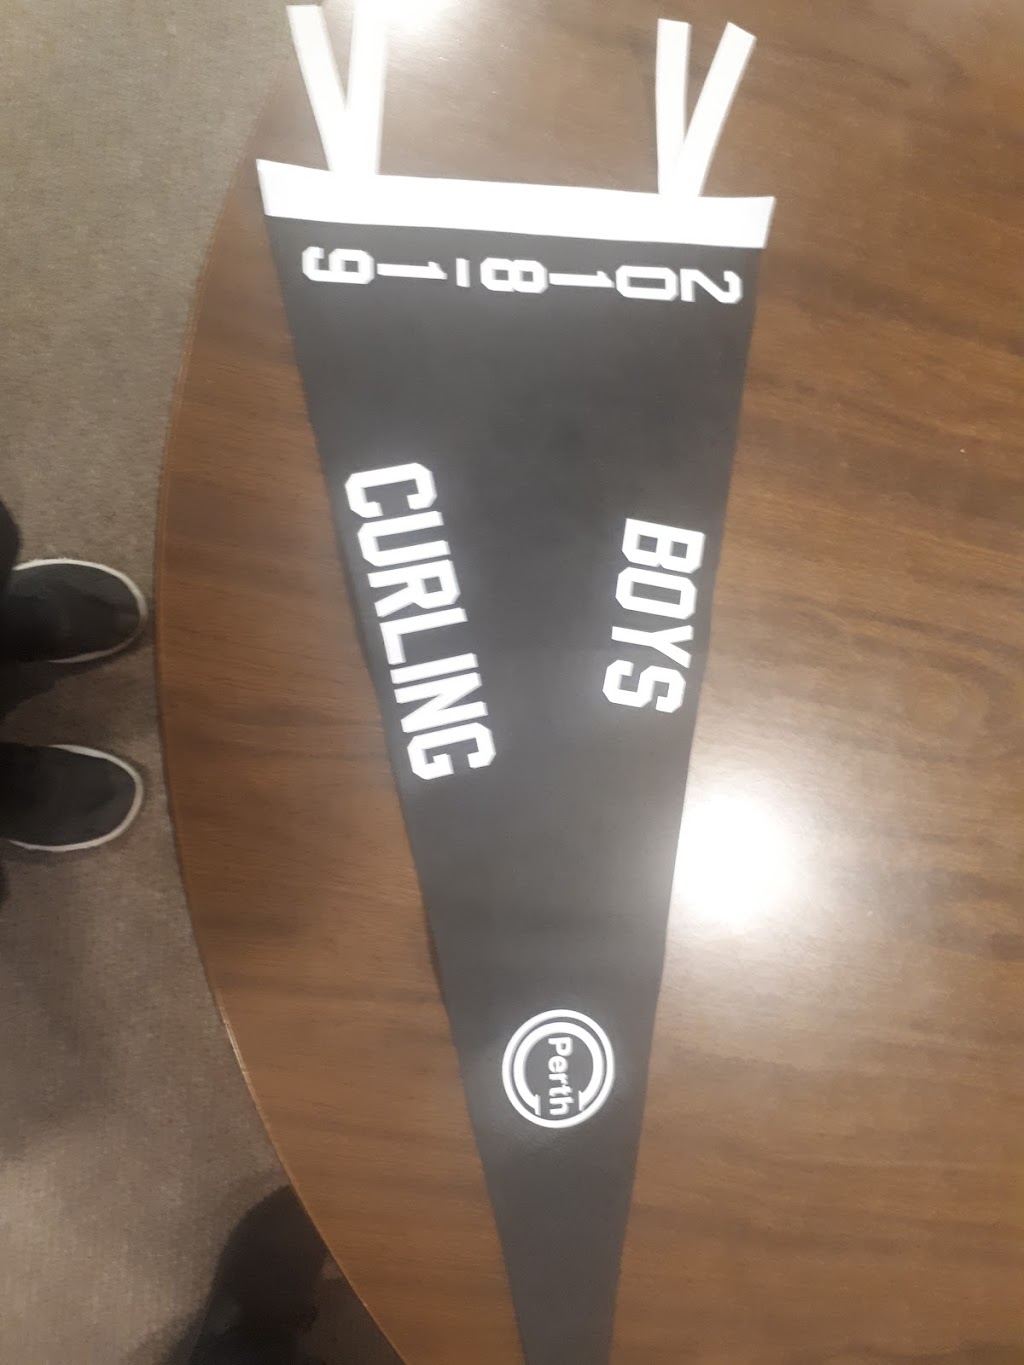 2018-19
BOYS
CURLING
Perth